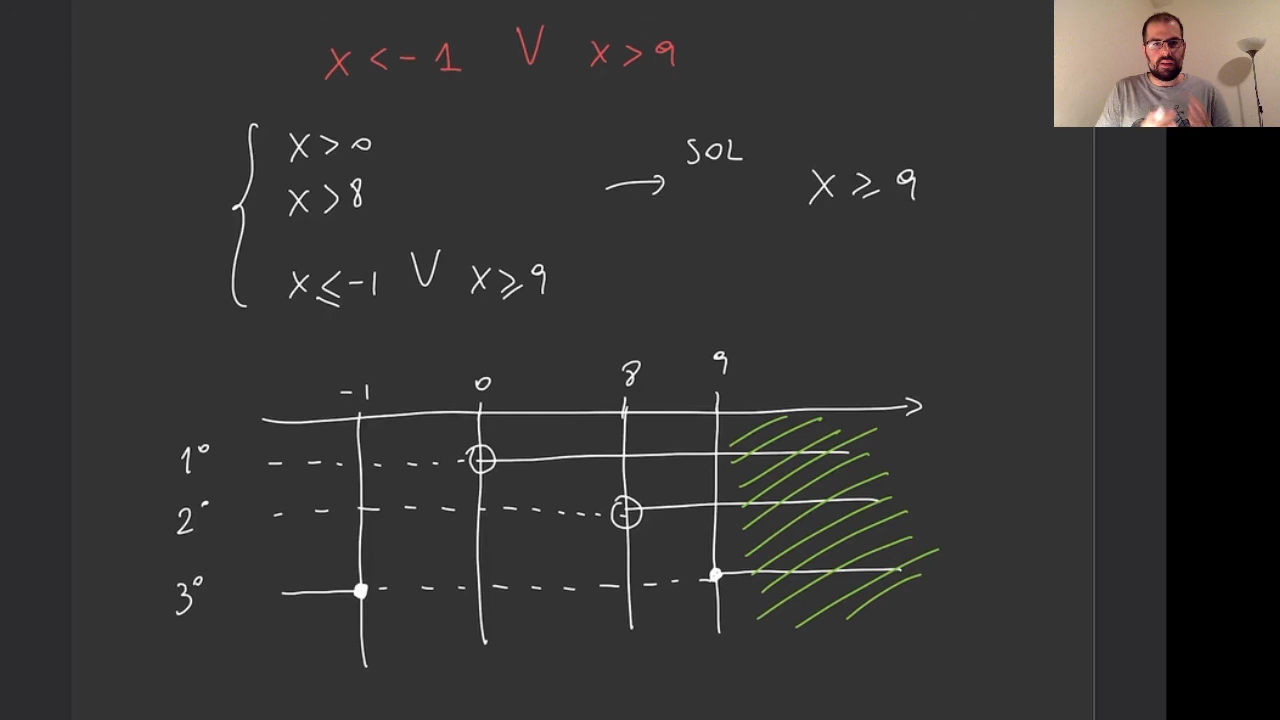 x < -1 V x > 9
x > 0
x > 8
x ≤ -1 V x ≥ 9
→ SOL x ≥ 9
-1 0 8 9
1°
2°
3°